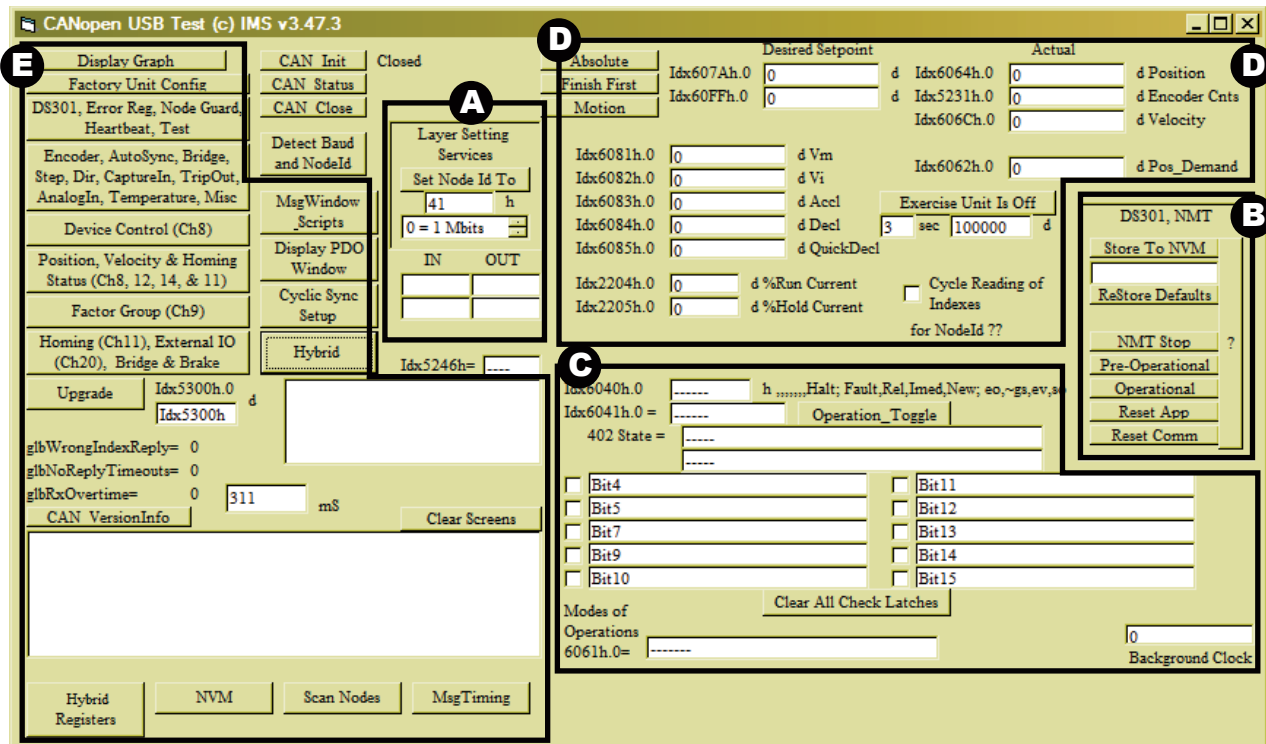 CANopen USB Test (c) IMS v3.47.3
E
Display Graph
Factory Unit Config
DS301, Error Reg, Node Guard,
Heartbeat, Test
Encoder, AutoSync, Bridge,
Step, Dir, CaptureIn, TripOut,
AnalogIn, Temperature, Misc
Device Control (Ch8)
Position, Velocity & Homing
Status (Ch8, 12, 14, & 11)
Factor Group (Ch9)
Homing (Ch11), External IO
(Ch20), Bridge & Brake
CAN Init
Closed
CAN Status
CAN Close
Detect Baud
and NodeId
MsgWindow
_Scripts
Display PDO
Window
Cyclic Sync
Setup
Hybrid
A
Layer Setting
Services
Set Node Id To
41 h
0 = 1 Mbits
IN OUT
Idx5246h= ----
D
Absolute
Finish First
Motion
Desired Setpoint
Actual
D
Idx607Ah.0 0 d
Idx60FFh.0 0 d
Idx6064h.0 0 d Position
Idx5231h.0 0 d Encoder Cnts
Idx606Ch.0 0 d Velocity
Idx6062h.0 0 d Pos_Demand
Idx6081h.0 0 d Vm
Idx6082h.0 0 d Vi
Idx6083h.0 0 d Accl
Idx6084h.0 0 d Decl
Idx6085h.0 0 d QuickDecl
Exercise Unit Is Off
3 sec 100000 d
Idx2204h.0 0 d %Run Current
Idx2205h.0 0 d %Hold Current
Cycle Reading of
Indexes
for NodeId ??
B
DS301, NMT
Store To NVM
ReStore Defaults
NMT Stop
?
Pre-Operational
Operational
Reset App
Reset Comm
Upgrade
Idx5300h.0
d
Idx5300h
glbWrongIndexReply= 0
glbNoReplyTimeouts= 0
glbRxOvertime= 0
311 mS
CAN_VersionInfo
Clear Screens
Hybrid
Registers
NVM
Scan Nodes
MsgTiming
C
Idx6040h.0 ------ h ,,,,,,,Halt; Fault,Rel,Imed,New; eo,~gs,ev,so
Idx6041h.0 = ------ Operation_Toggle
402 State = -----
-----
Bit4
Bit5
Bit7
Bit9
Bit10
Bit11
Bit12
Bit13
Bit14
Bit15
Clear All Check Latches
Modes of
Operations
6061h.0= -------
0
Background Clock